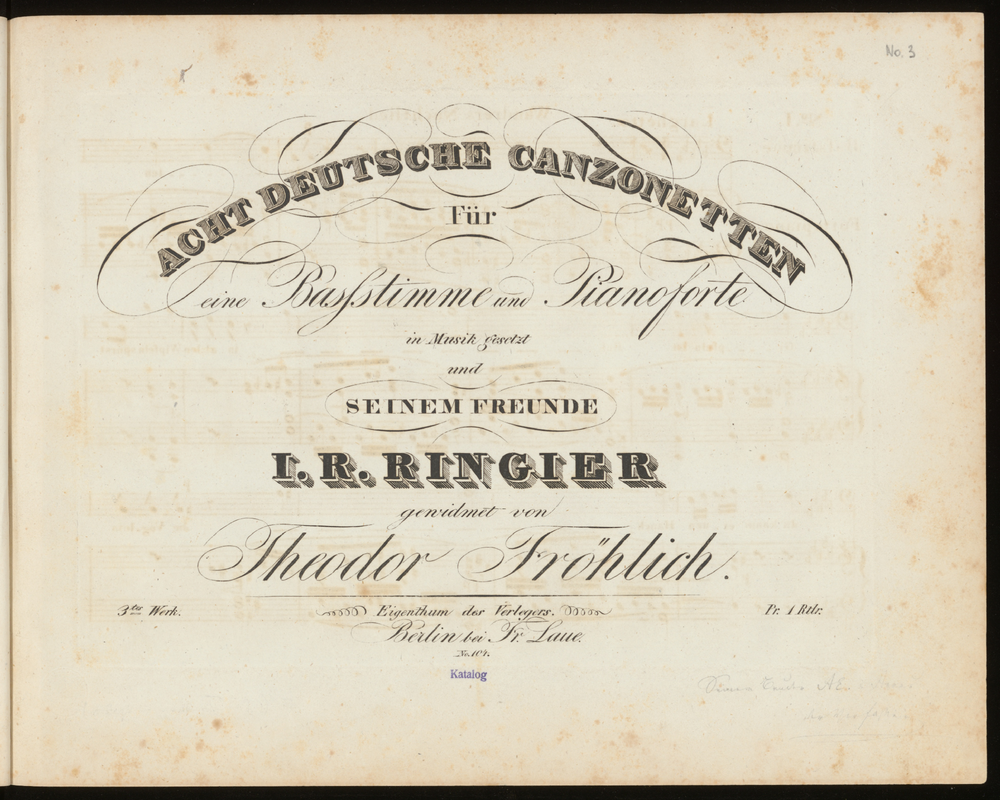 No. 3
ACHT DEUTSCHE CANZONETTEN
Für
eine Baſsstimme und Pianoforte
in Musik gesetzt
und
SEINEM FREUNDE
I. R. RINGIER
gewidmet von
Theodor Fröhlich.
3tes Werk.
Eigenthum des Verlegers.
Pr. 1 Rtlr.
Berlin bei Fr. Laue.
No. 104.
Katalog